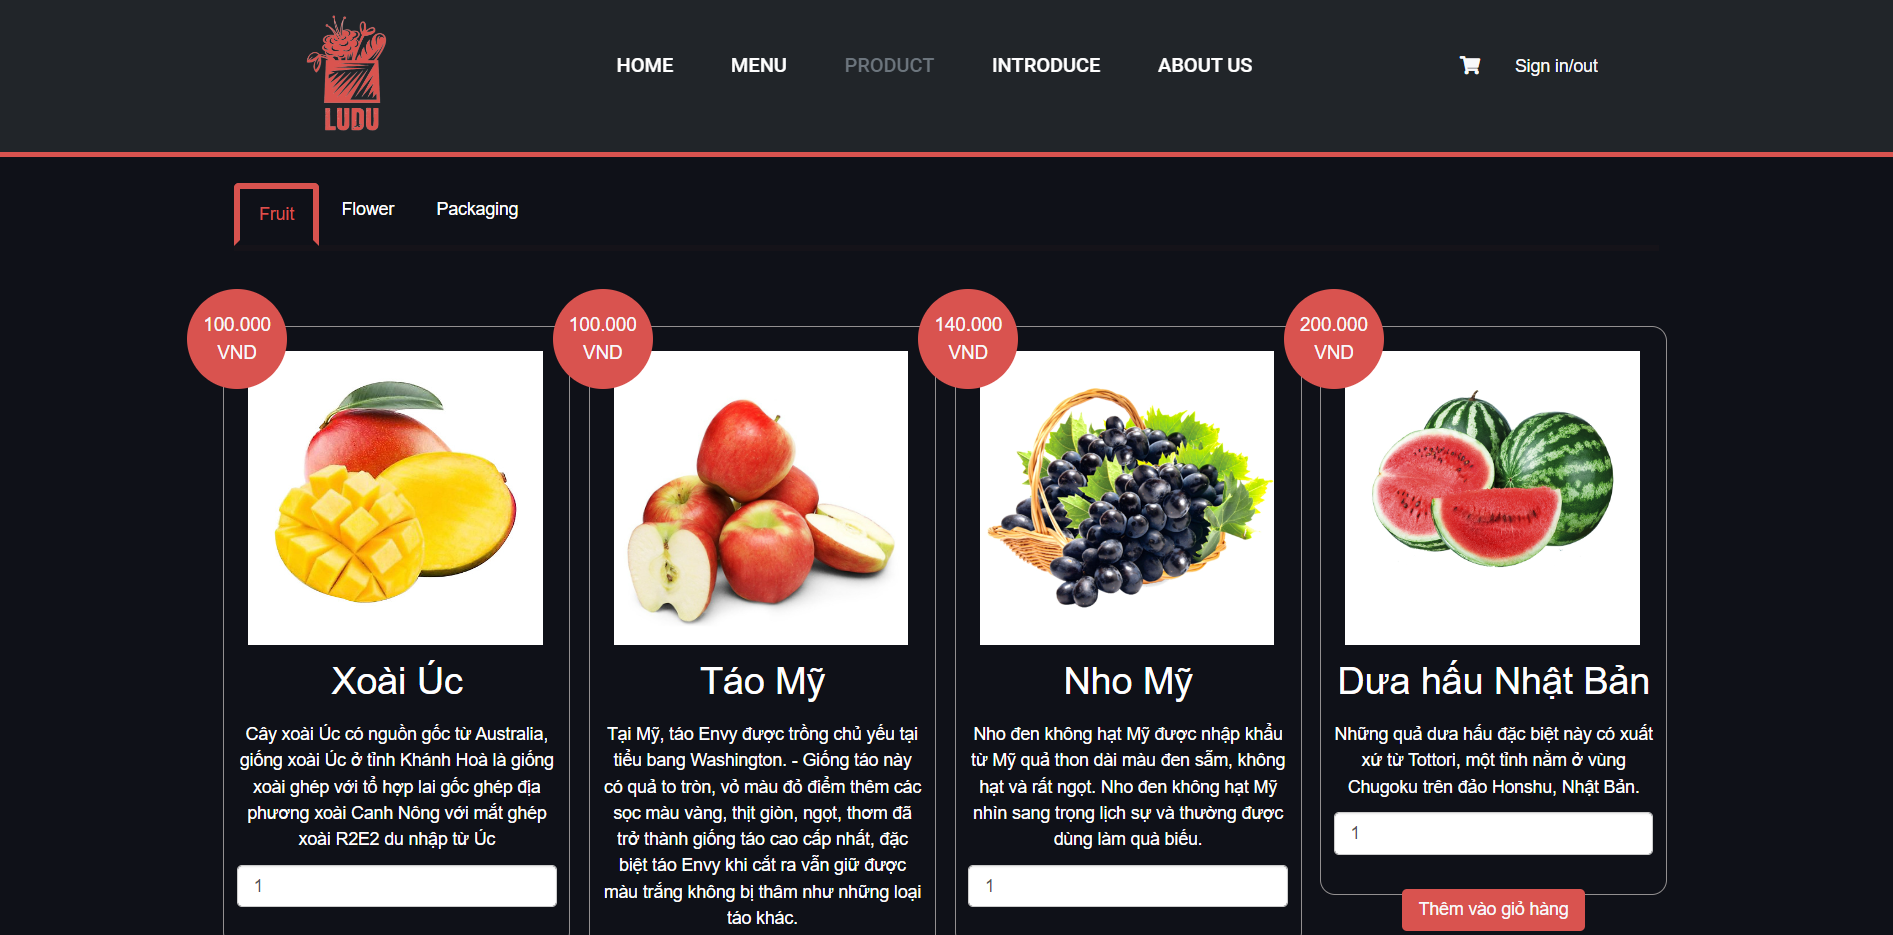 LUDU
HOME
MENU
PRODUCT
INTRODUCE
ABOUT US
Sign in/out
Fruit
Flower
Packaging
100.000
VND
Xoài Úc
Cây xoài Úc có nguồn gốc từ Australia,
giống xoài Úc ở tỉnh Khánh Hoà là giống
xoài ghép với tổ hợp lai gốc ghép địa
phương xoài Canh Nông với mắt ghép
xoài R2E2 du nhập từ Úc
1
100.000
VND
Táo Mỹ
Tại Mỹ, táo Envy được trồng chủ yếu tại
tiểu bang Washington. - Giống táo này
có quả to tròn, vỏ màu đỏ điểm thêm các
sọc màu vàng, thịt giòn, ngọt, thơm đã
trở thành giống táo cao cấp nhất, đặc
biệt táo Envy khi cắt ra vẫn giữ được
màu trắng không bị thâm như những loại
táo khác.
140.000
VND
Nho Mỹ
Nho đen không hạt Mỹ được nhập khẩu
từ Mỹ quả thon dài màu đen sẫm, không
hạt và rất ngọt. Nho đen không hạt Mỹ
nhìn sang trọng lịch sự và thường được
dùng làm quà biếu.
1
200.000
VND
Dưa hấu Nhật Bản
Những quả dưa hấu đặc biệt này có xuất
xứ từ Tottori, một tỉnh nằm ở vùng
Chugoku trên đảo Honshu, Nhật Bản.
1
Thêm vào giỏ hàng